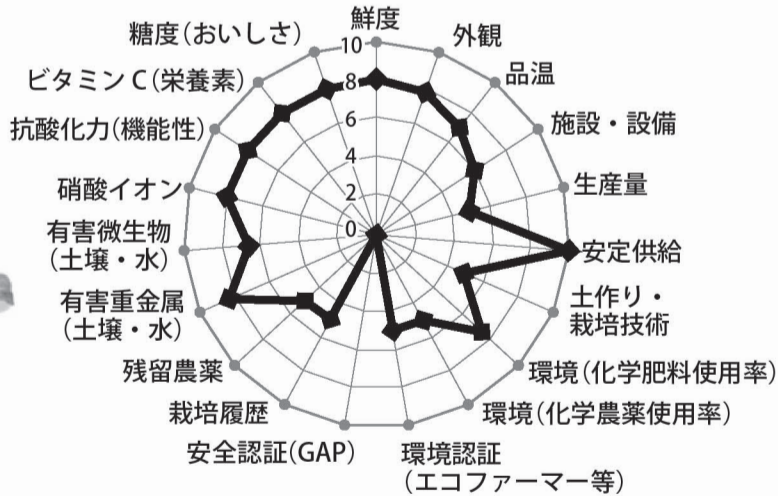 鮮度
外観
品温
施設・設備
生産量
安定供給
土作り・
栽培技術
環境(化学肥料使用率)
環境(化学農薬使用率)
環境認証
(エコファーマー等)
安全認証(GAP)
栽培履歴
残留農薬
有害重金属
(土壌・水)
有害微生物
(土壌・水)
硝酸イオン
抗酸化力(機能性)
ビタミンC(栄養素)
糖度(おいしさ)
10
8
6
4
2
0